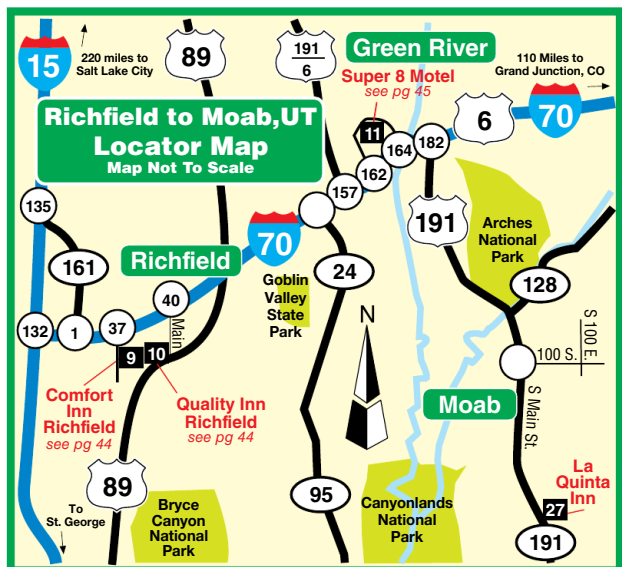 15
220 miles to
Salt Lake City
89
191
6
Green River
110 Miles to
Grand Junction, CO
Super 8 Motel
see pg 45
6
70
Richfield to Moab,UT
Locator Map
Map Not To Scale
11
164
182
162
157
135
191
Arches
National
Park
161
Richfield
70
24
Goblin
Valley
State
Park
128
40
N
132
1
37
Main
9
10
100 S.
S 100 E.
Comfort
Inn
Richfield
see pg 44
Quality Inn
Richfield
see pg 44
Moab
S Main St.
89
95
La
Quinta
Inn
27
To
St. George
Bryce
Canyon
National
Park
Canyonlands
National
Park
191